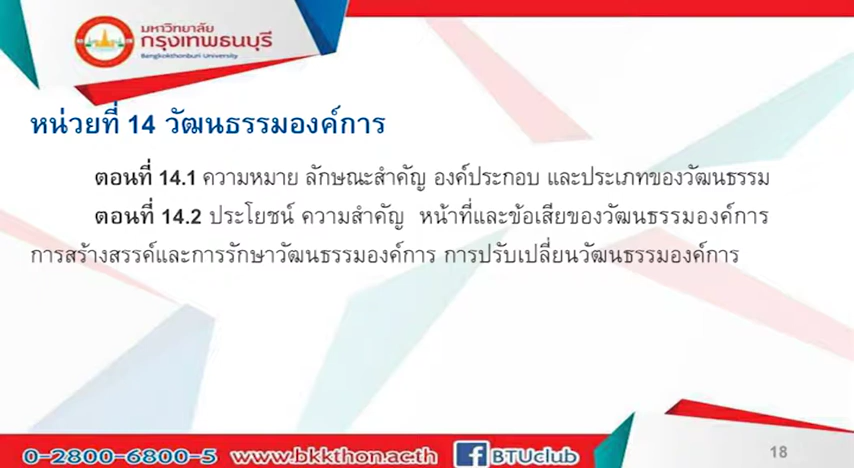 มหาวิทยาลัย
กรุงเทพธนบุรี
Bangkokthonburi University
หน่วยที่ 14 วัฒนธรรมองค์การ
ตอนที่ 14.1 ความหมาย ลักษณะสำคัญ องค์ประกอบ และประเภทของวัฒนธรรม
ตอนที่ 14.2 ประโยชน์ ความสำคัญ หน้าที่และข้อเสียของวัฒนธรรมองค์การ
การสร้างสรรค์และการรักษาวัฒนธรรมองค์การ การปรับเปลี่ยนวัฒนธรรมองค์การ
0-2800-6800-5 www.bkkthon.ac.th f BTUclub
18